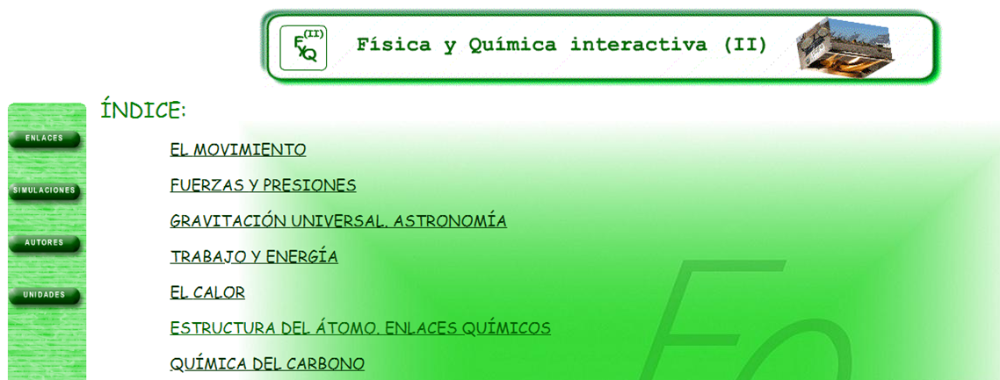 (II)
FYQ
Física y Química interactiva (II)
ÍNDICE:
ENLACES
SIMULACIONES
AUTORES
UNIDADES
EL MOVIMIENTO
FUERZAS Y PRESIONES
GRAVITACIÓN UNIVERSAL. ASTRONOMÍA
TRABAJO Y ENERGÍA
EL CALOR
ESTRUCTURA DEL ÁTOMO. ENLACES QUÍMICOS
QUÍMICA DEL CARBONO
FQ